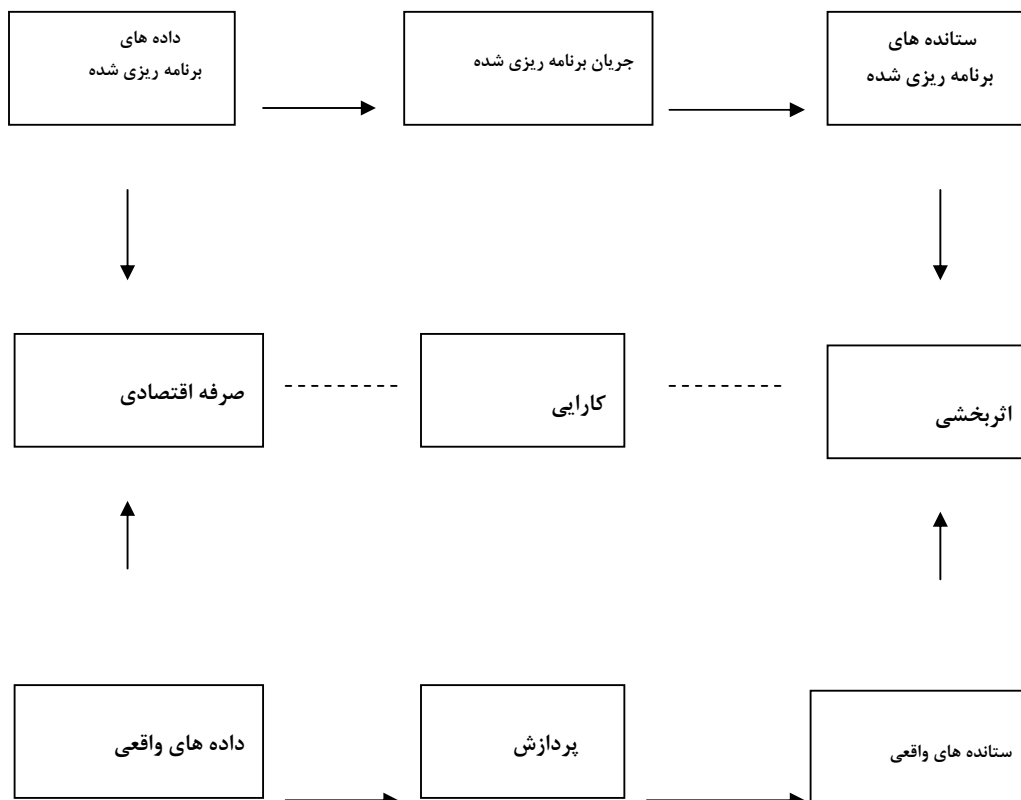 داده های
برنامه ریزی شده
جریان برنامه ریزی شده
ستانده های
برنامه ریزی شده
صرفه اقتصادی
کارایی
اثربخشی
داده های واقعی
پردازش
ستانده های واقعی